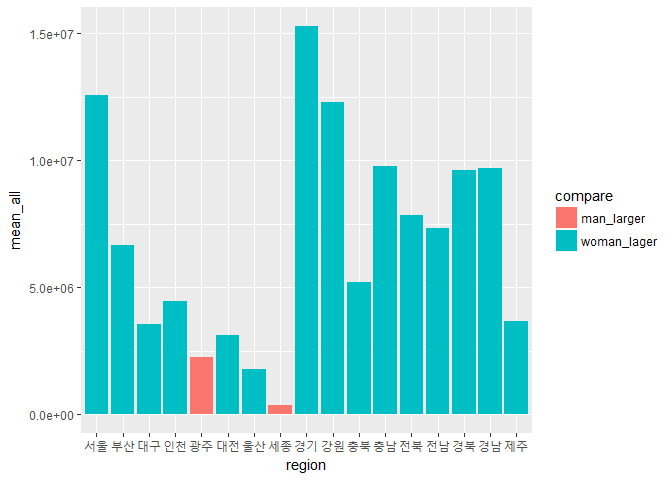 1.5e+07
1.0e+07
5.0e+06
0.0e+00
mean_all
서울 부산 대구 인천 광주 대전 울산 세종 경기 강원 충북 충남 전북 전남 경북 경남 제주
region
compare
man_larger
woman_lager